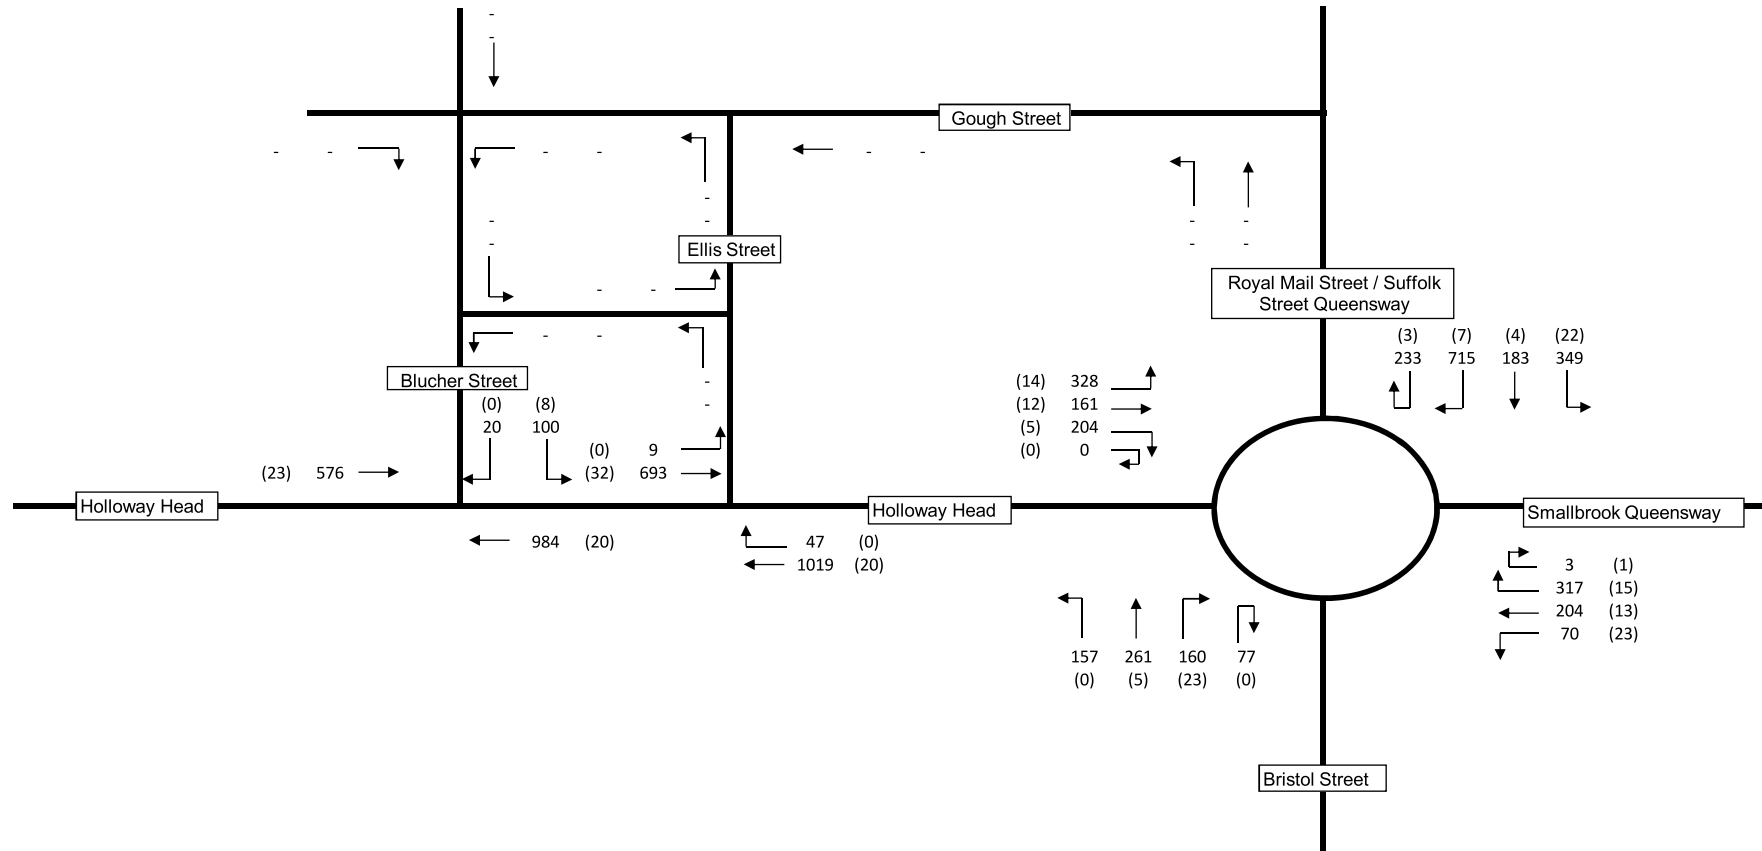 -
-
Gough Street
- -
- -
- -
-
-
-
-
- -
- -
Ellis Street
- -
Royal Mail Street / Suffolk
Street Queensway
- -
(3) (7) (4) (22)
233 715 183 349
Blucher Street
-
-
(14) 328
(12) 161
(5) 204
(0) 0
(0) (8)
20 100
(0) 9
(23) 576
(32) 693
Holloway Head
Holloway Head
Smallbrook Queensway
984 (20)
47 (0)
1019 (20)
3 (1)
317 (15)
204 (13)
70 (23)
157 261 160 77
(0) (5) (23) (0)
Bristol Street